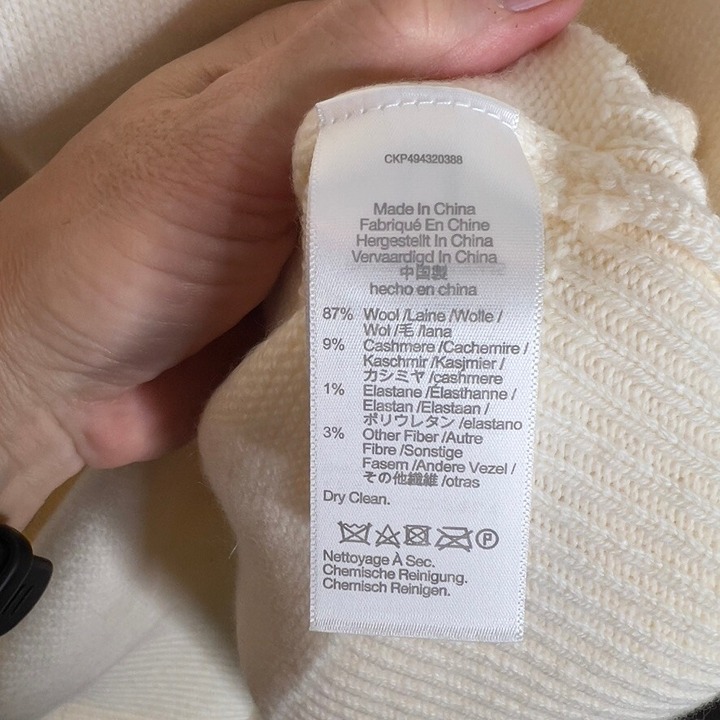 CKP494320388
Made In China
Fabriqué En Chine
Hergestellt In China
Vervaardigd In China
中国製
hecho en china
87% Wool /Laine /Wolle /
Wol /毛 /lana
9% Cashmere /Cachemire /
Kaschmir /Kasjmier /
カシミヤ /cashmere
1% Elastane /Élasthanne /
Elastan /Elastaan /
ポリウレタン /elastano
3% Other Fiber /Autre
Fibre /Sonstige
Fasern /Andere Vezel /
その他繊維 /otras
Dry Clean.
P
Nettoyage À Sec.
Chemische Reinigung.
Chemisch Reinigen.